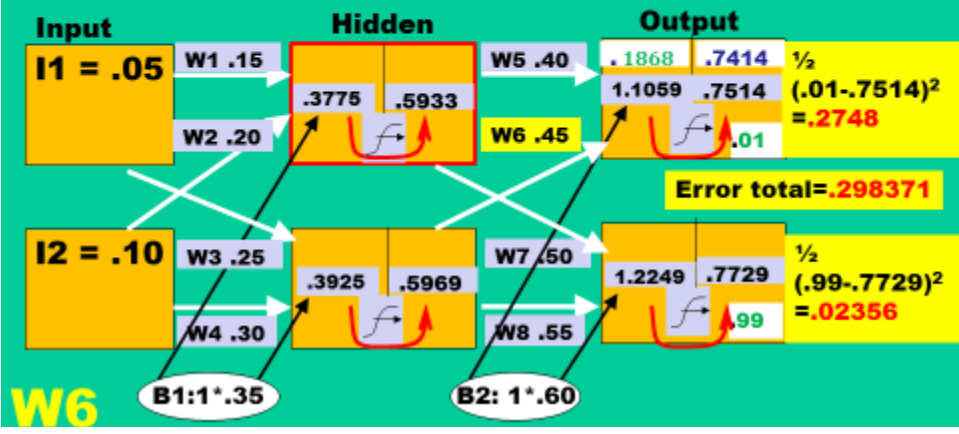 Input
Hidden
Output
I1 = .05
W1 .15
W2 .20
.3775
.5933
W5 .40
W6 .45
.1868
.7414
1.1059
.7514
.01
½
(.01-.7514)²
=.2748
Error total=.298371
I2 = .10
W3 .25
W4 .30
.3925
.5969
W7 .50
W8 .55
1.2249
.7729
.99
½
(.99-.7729)²
=.02356
W6
B1:1*.35
B2: 1*.60